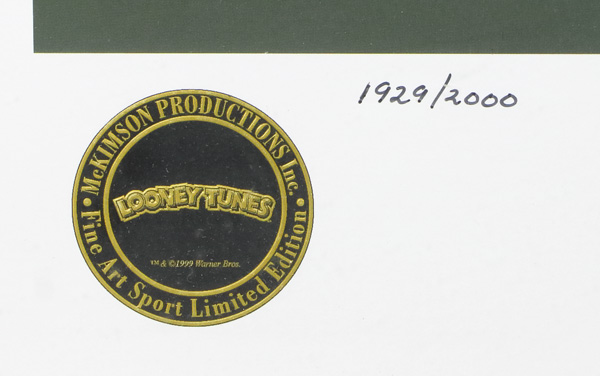 1929/2000
McKIMSON PRODUCTIONS Inc.
LOONEY TUNES
™ & ©1999 Warner Bros.
• Fine Art Sport Limited Edition •